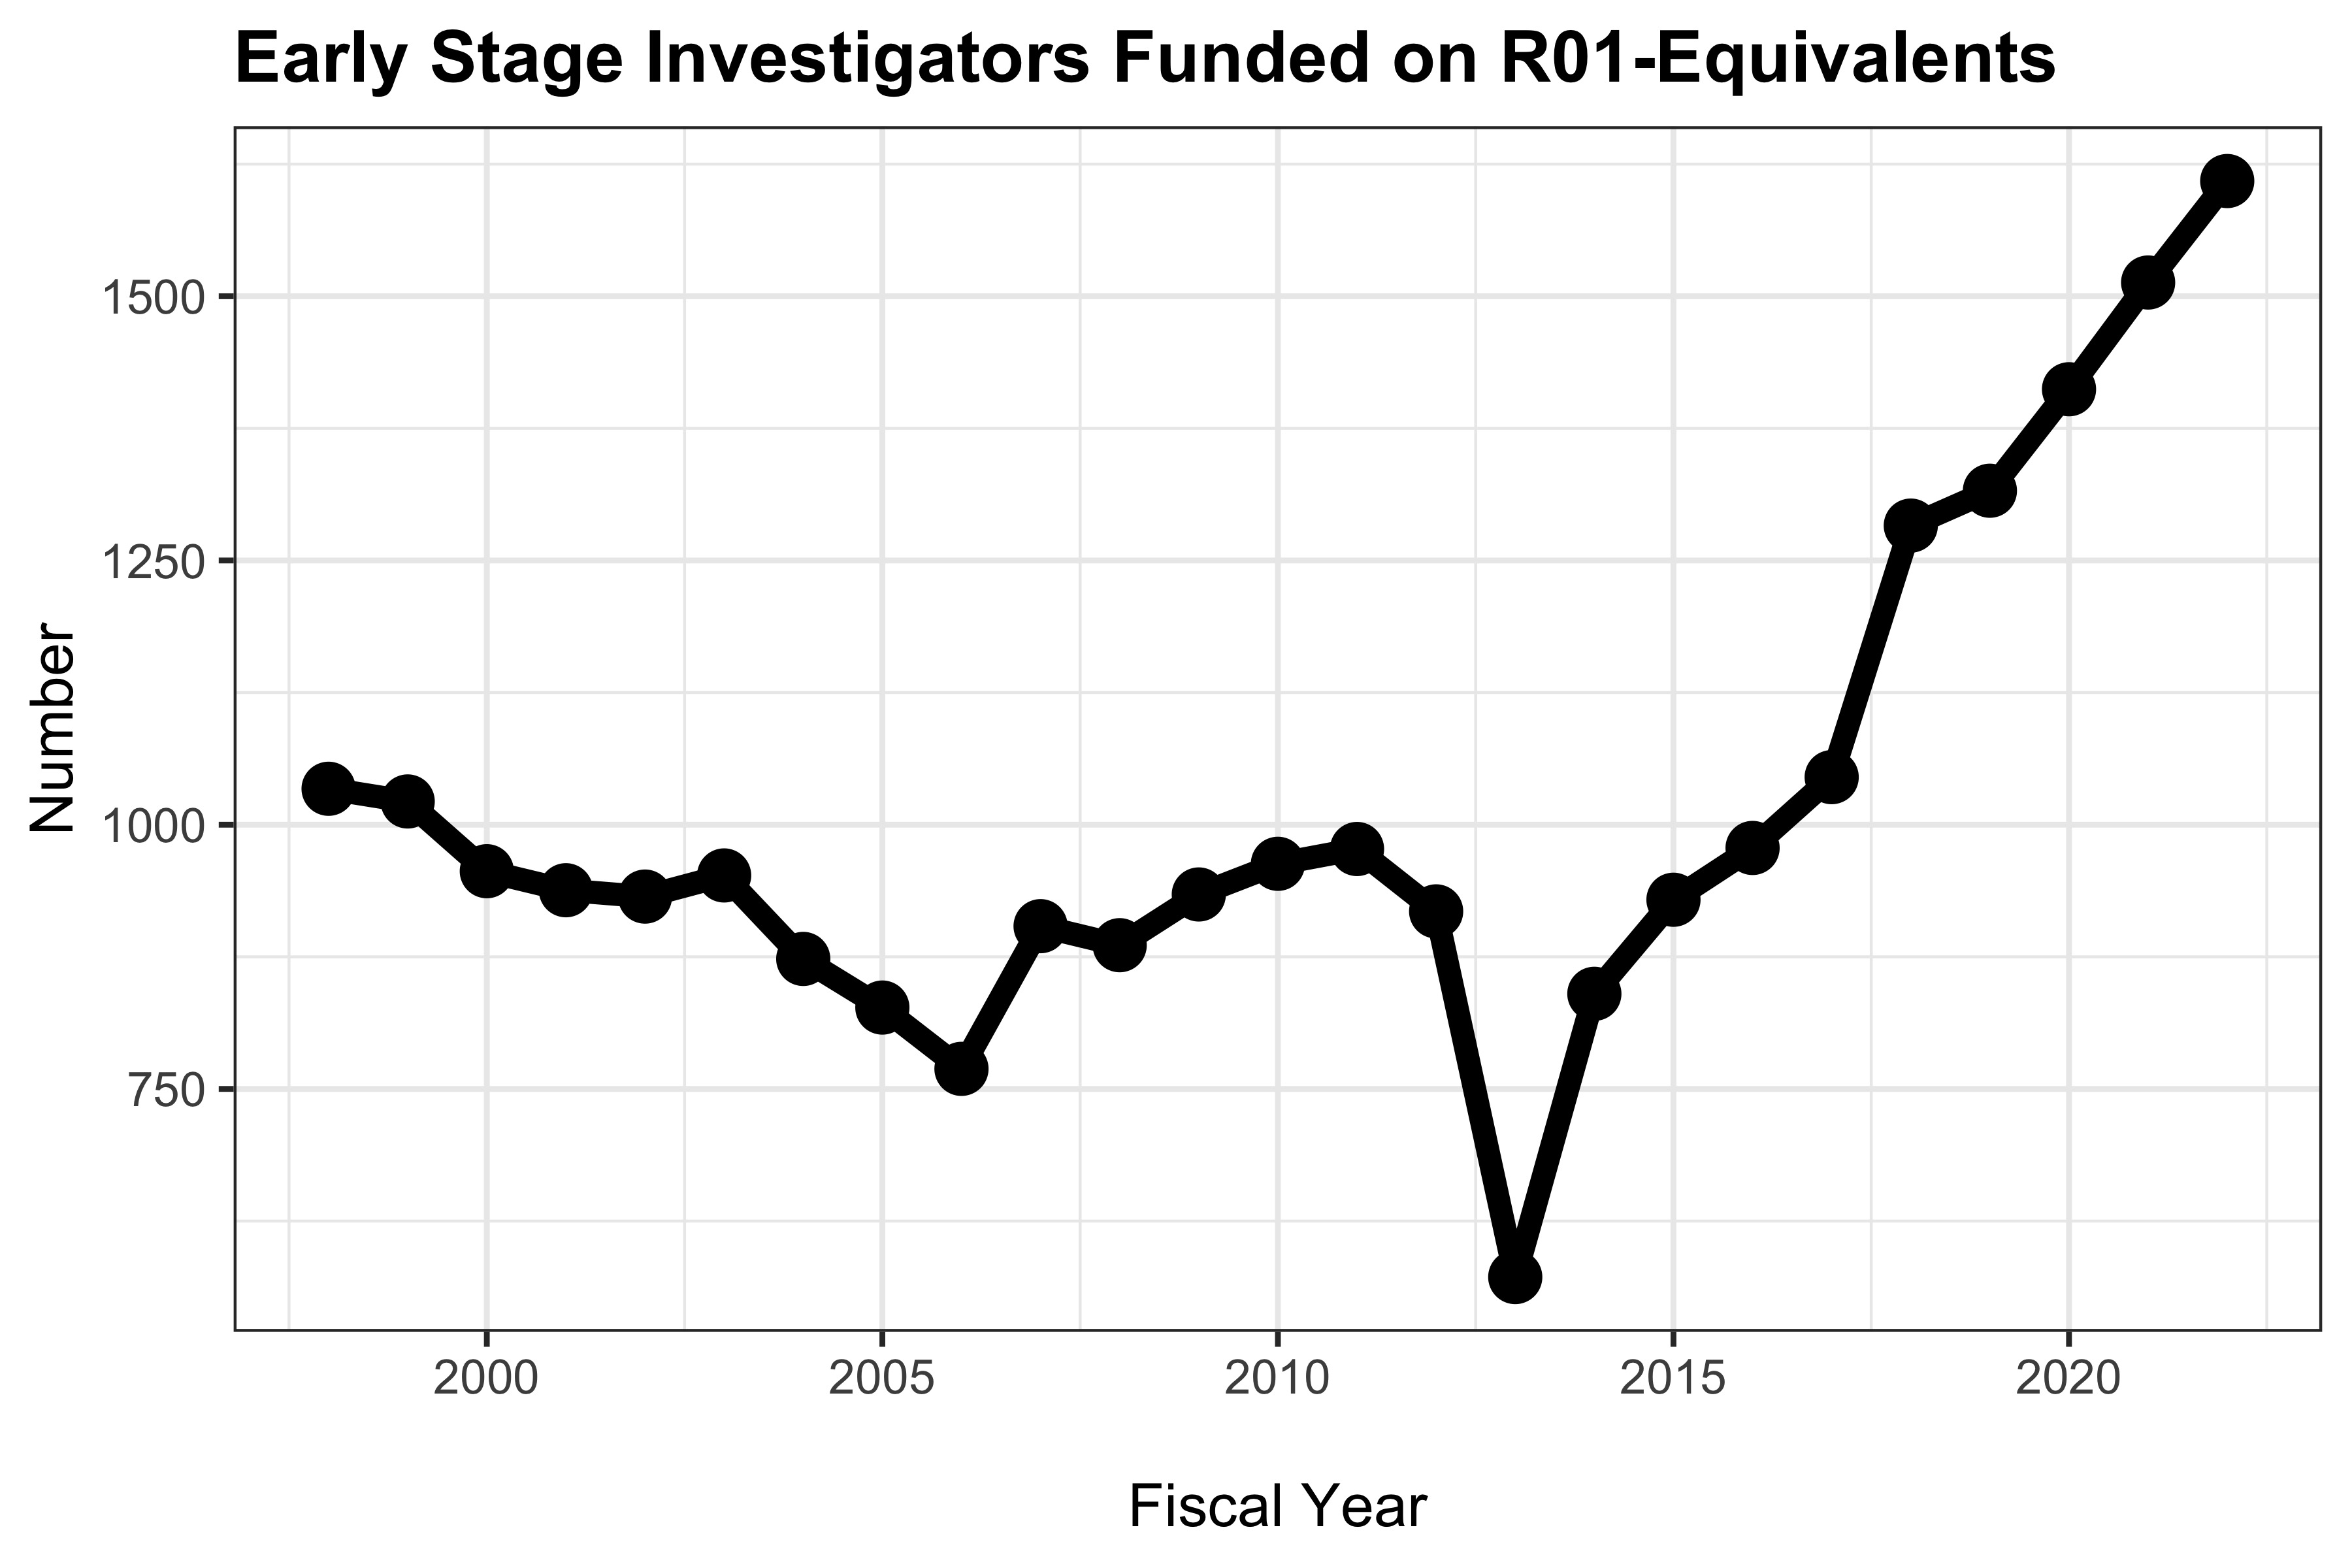 Early Stage Investigators Funded on R01-Equivalents
Number
1500
1250
1000
750
2000 2005 2010 2015 2020
Fiscal Year